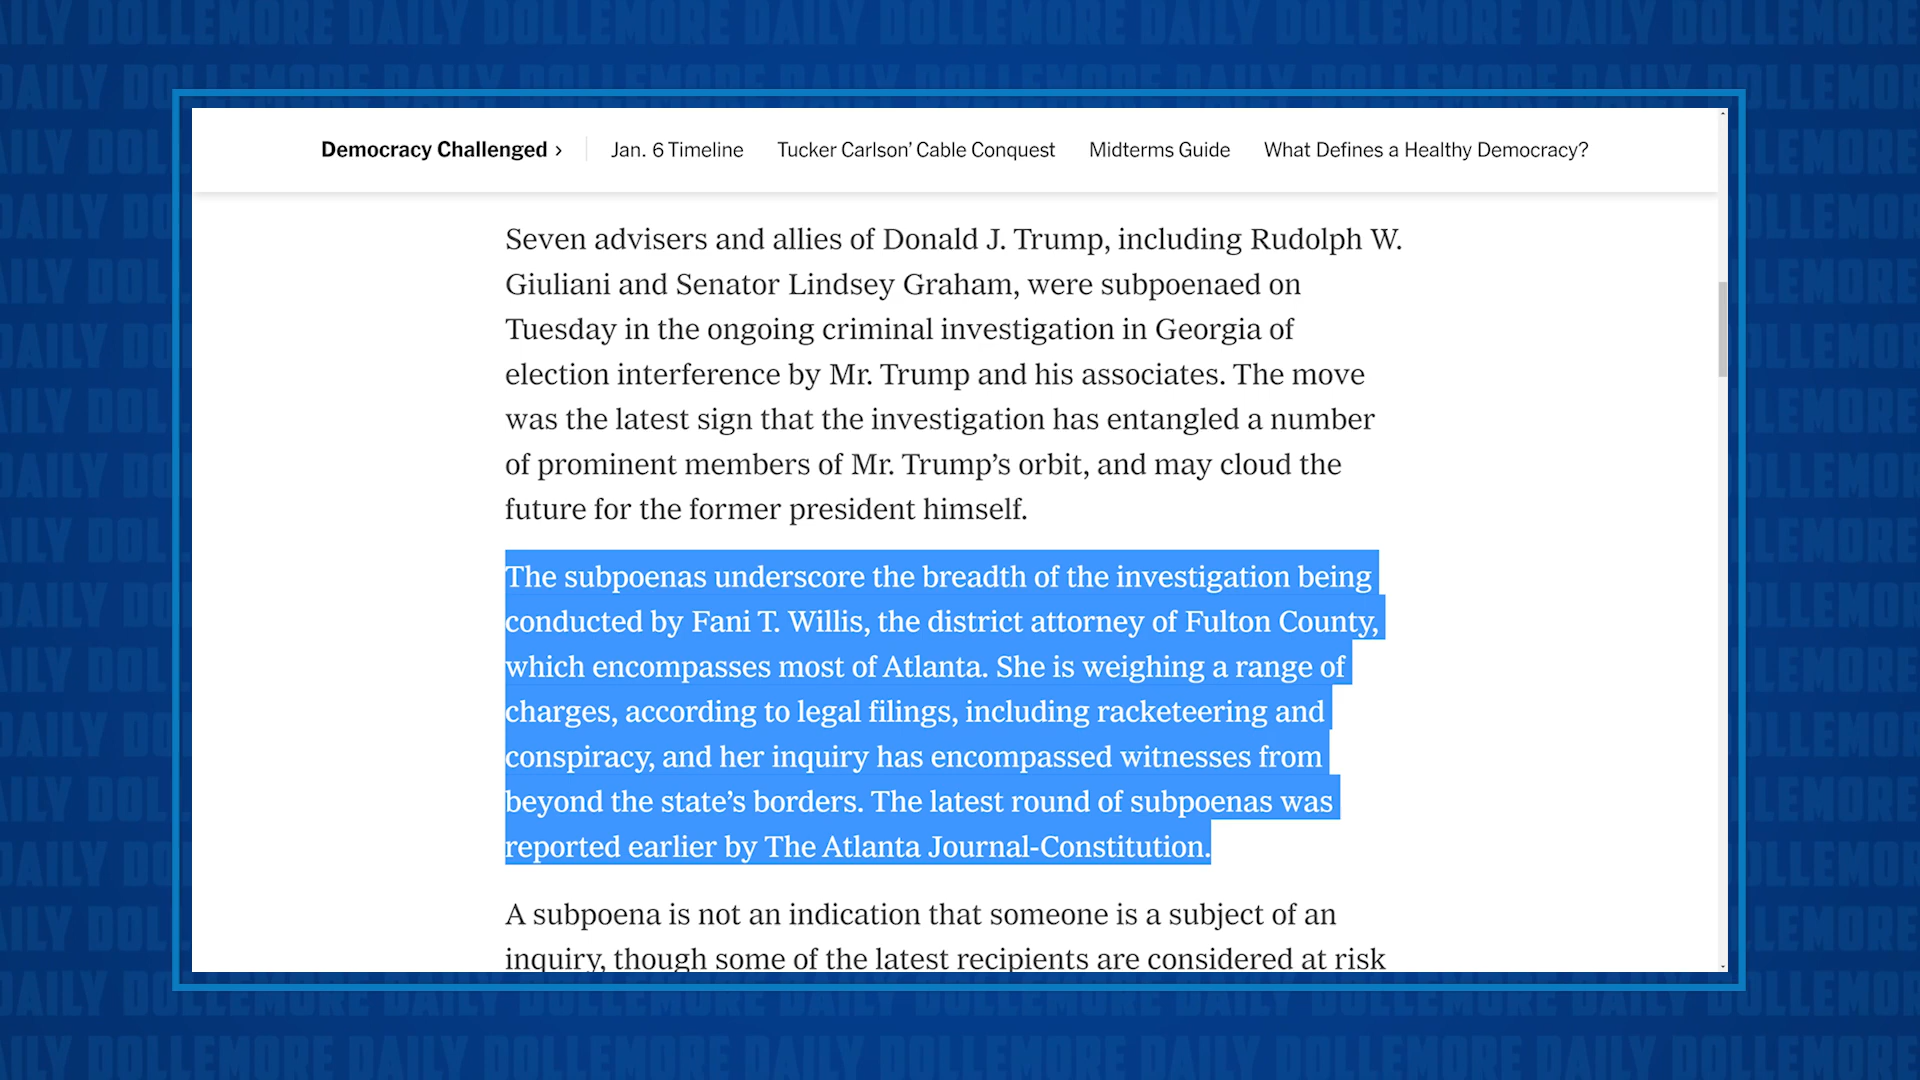 DAILY DOLLEMORE DAILY DOLLEMORE DAILY DOLLEMORE DAILY DOLLEMORE
Democracy Challenged ›
Jan. 6 Timeline
Tucker Carlson’ Cable Conquest
Midterms Guide
What Defines a Healthy Democracy?
Seven advisers and allies of Donald J. Trump, including Rudolph W.
Giuliani and Senator Lindsey Graham, were subpoenaed on
Tuesday in the ongoing criminal investigation in Georgia of
election interference by Mr. Trump and his associates. The move
was the latest sign that the investigation has entangled a number
of prominent members of Mr. Trump’s orbit, and may cloud the
future for the former president himself.
The subpoenas underscore the breadth of the investigation being
conducted by Fani T. Willis, the district attorney of Fulton County,
which encompasses most of Atlanta. She is weighing a range of
charges, according to legal filings, including racketeering and
conspiracy, and her inquiry has encompassed witnesses from
beyond the state’s borders. The latest round of subpoenas was
reported earlier by The Atlanta Journal-Constitution.
A subpoena is not an indication that someone is a subject of an
inquiry, though some of the latest recipients are considered at risk